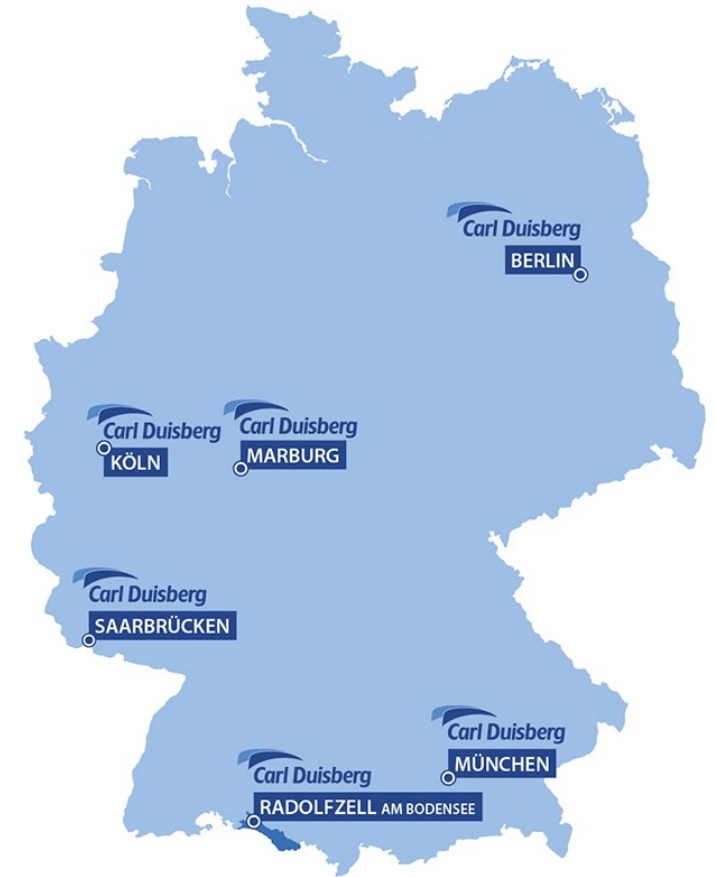 Carl Duisberg
BERLIN
Carl Duisberg
KÖLN
Carl Duisberg
MARBURG
Carl Duisberg
SAARBRÜCKEN
Carl Duisberg
MÜNCHEN
Carl Duisberg
RADOLFZELL AM BODENSEE